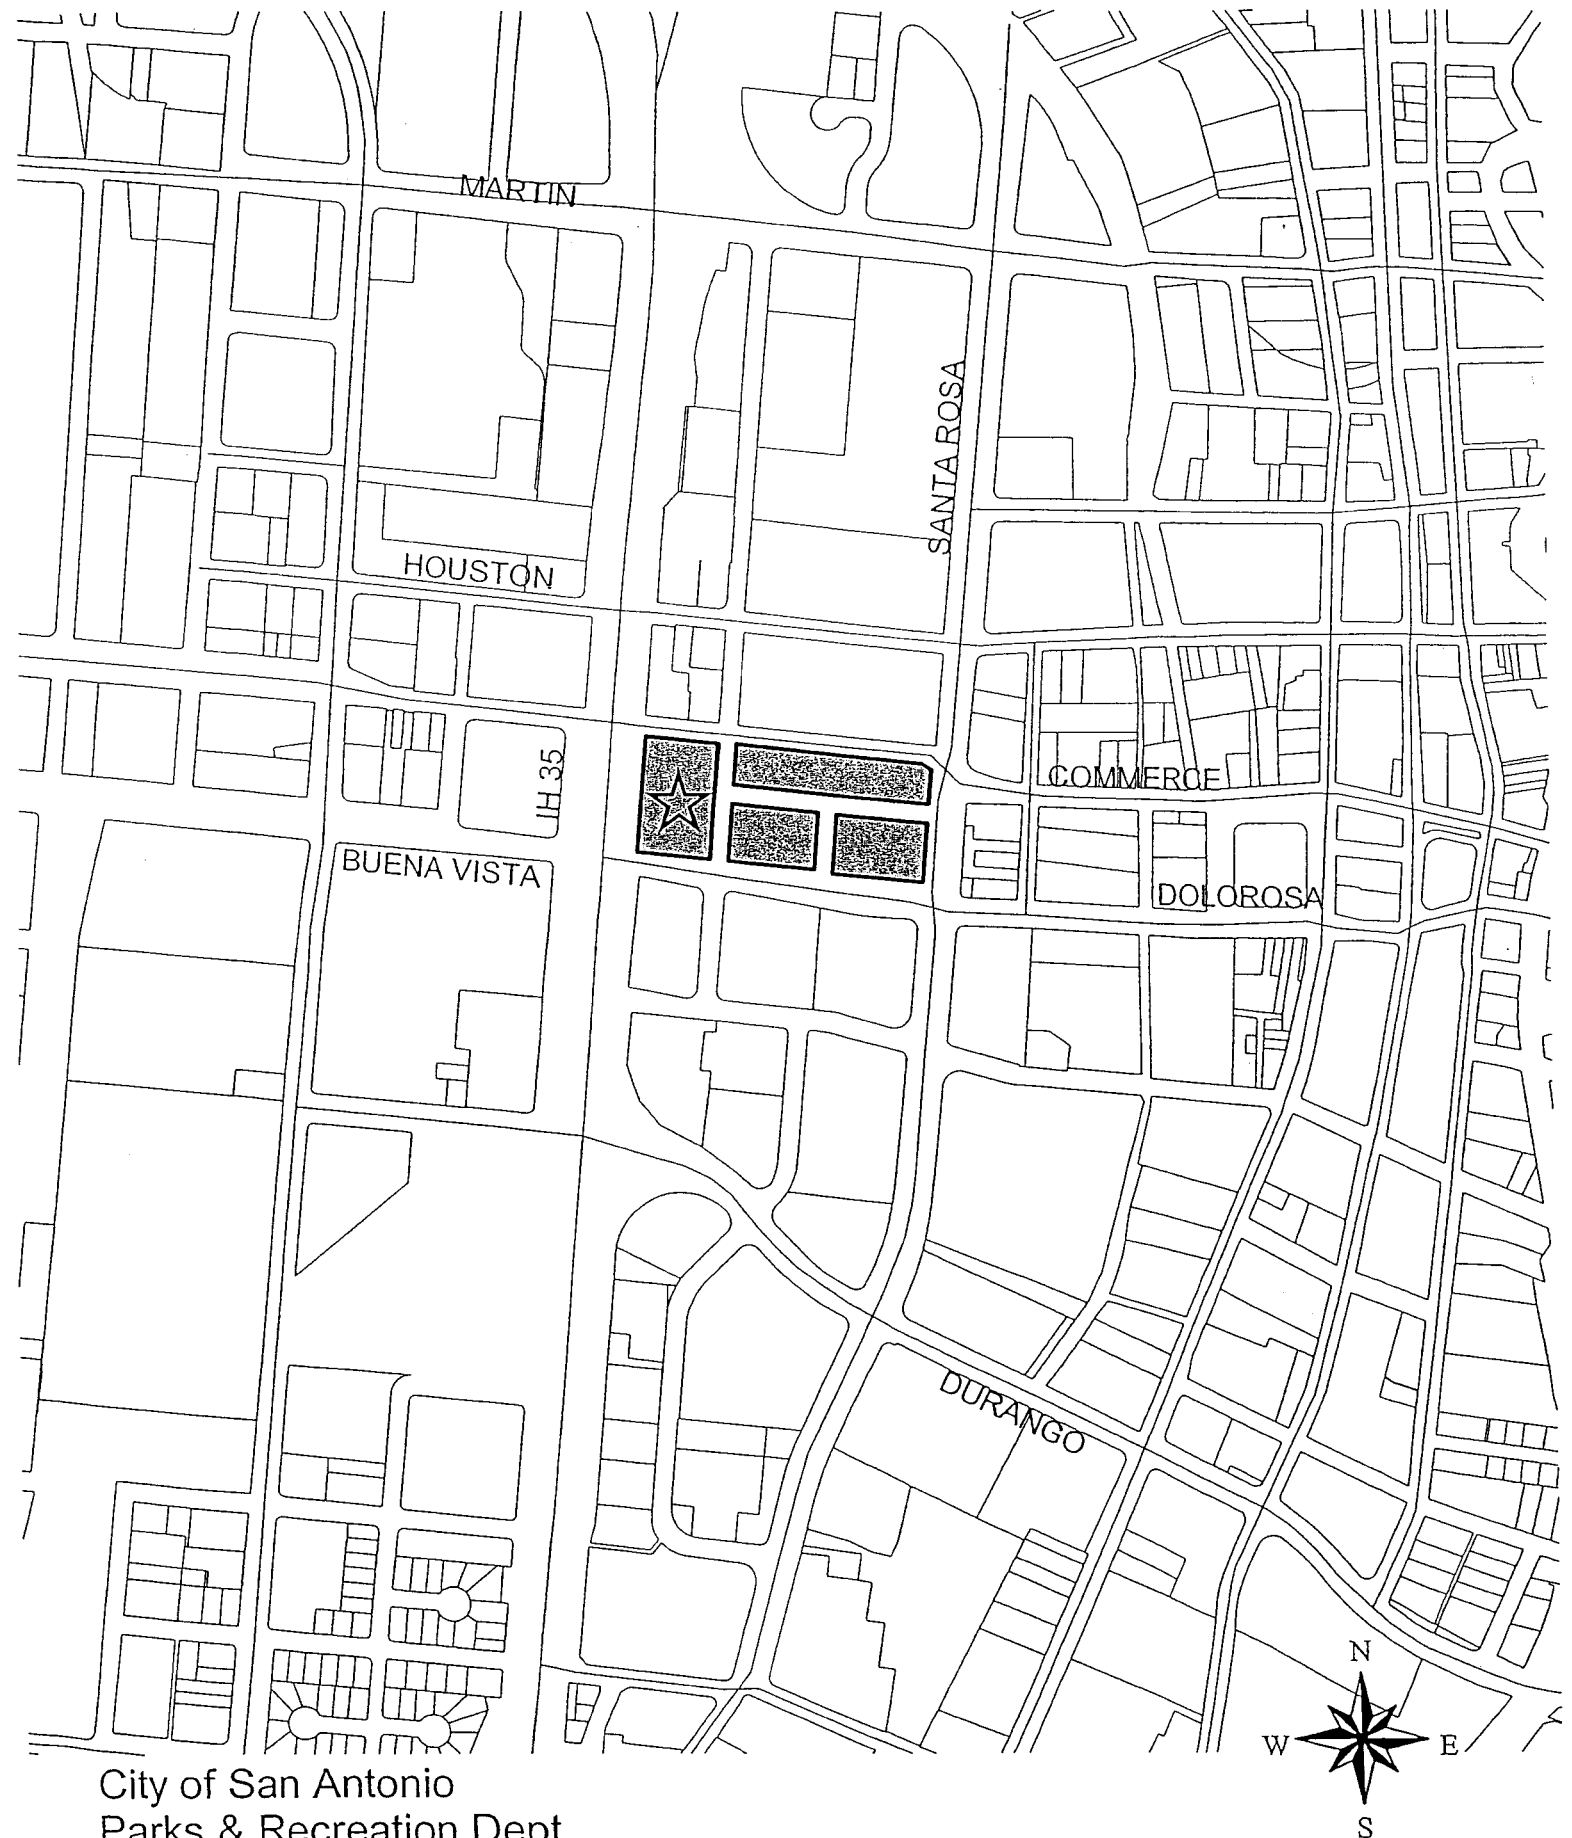 MARTIN
SANTA ROSA
HOUSTON
IH 35
COMMERCE
BUENA VISTA
DOLOROSA
DURANGO
N
W E
S
City of San Antonio
Parks & Recreation Dept